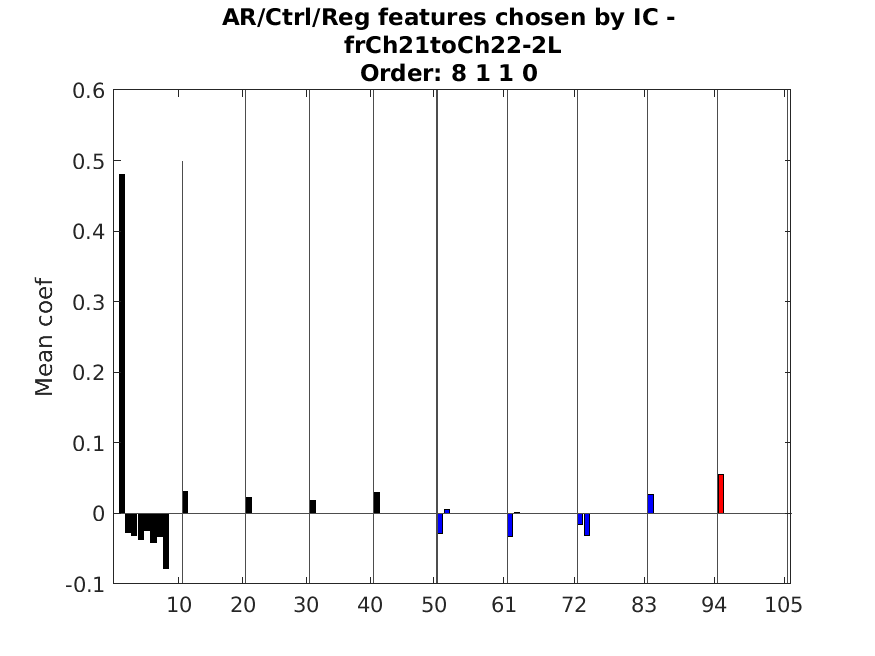 AR/Ctrl/Reg features chosen by IC -
frCh21toCh22-2L
Order: 8 1 1 0
0.6
0.5
0.4
0.3
0.2
0.1
0
-0.1
Mean coef
10 20 30 40 50 61 72 83 94 105